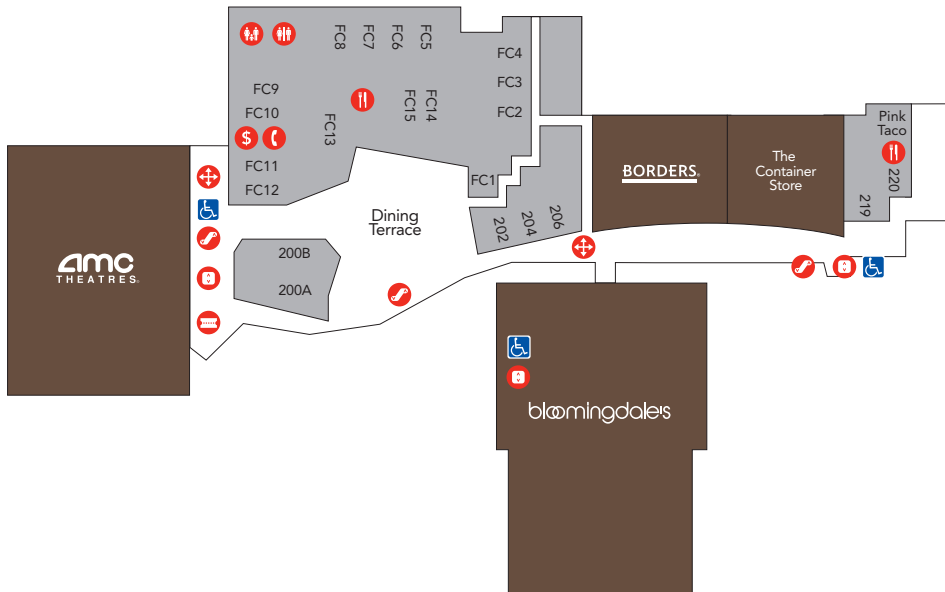 FC8
FC7
FC6
FC5
FC4
FC3
FC2
FC9
FC10
FC15
FC14
FC13
$
FC11
FC12
FC1
Dining
Terrace
202
204
206
200B
200A
amc
THEATRES®
BORDERS®
The
Container
Store
Pink
Taco
220
219
bloomingdale's